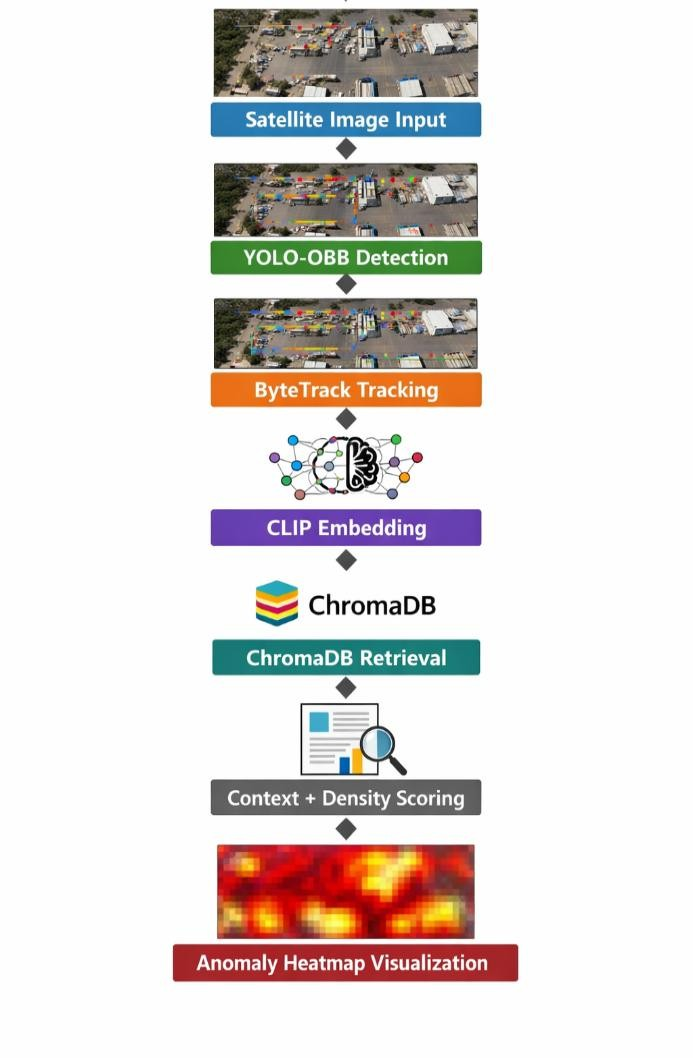 Satellite Image Input
YOLO-OBB Detection
ByteTrack Tracking
CLIP Embedding
ChromaDB
ChromaDB Retrieval
Context + Density Scoring
Anomaly Heatmap Visualization